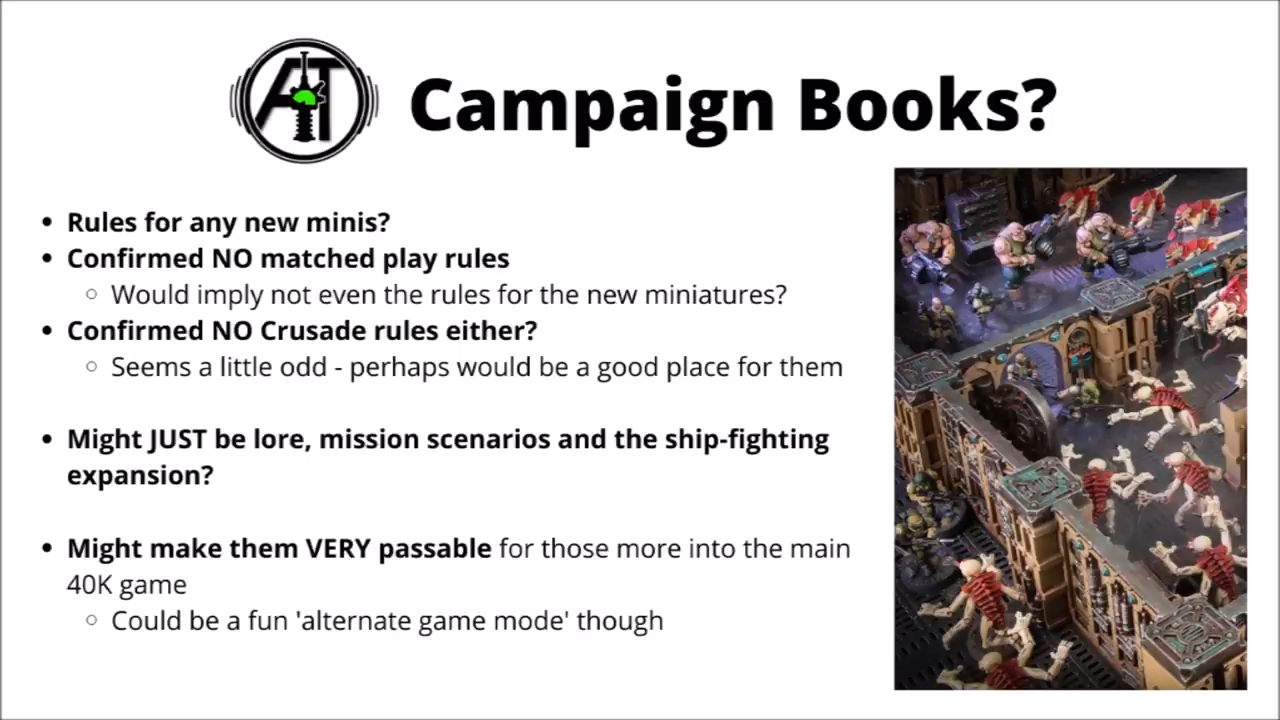 AT
Campaign Books?
• Rules for any new minis?
• Confirmed NO matched play rules
○ Would imply not even the rules for the new miniatures?
• Confirmed NO Crusade rules either?
○ Seems a little odd - perhaps would be a good place for them
• Might JUST be lore, mission scenarios and the ship-fighting
expansion?
• Might make them VERY passable for those more into the main
40K game
○ Could be a fun 'alternate game mode' though